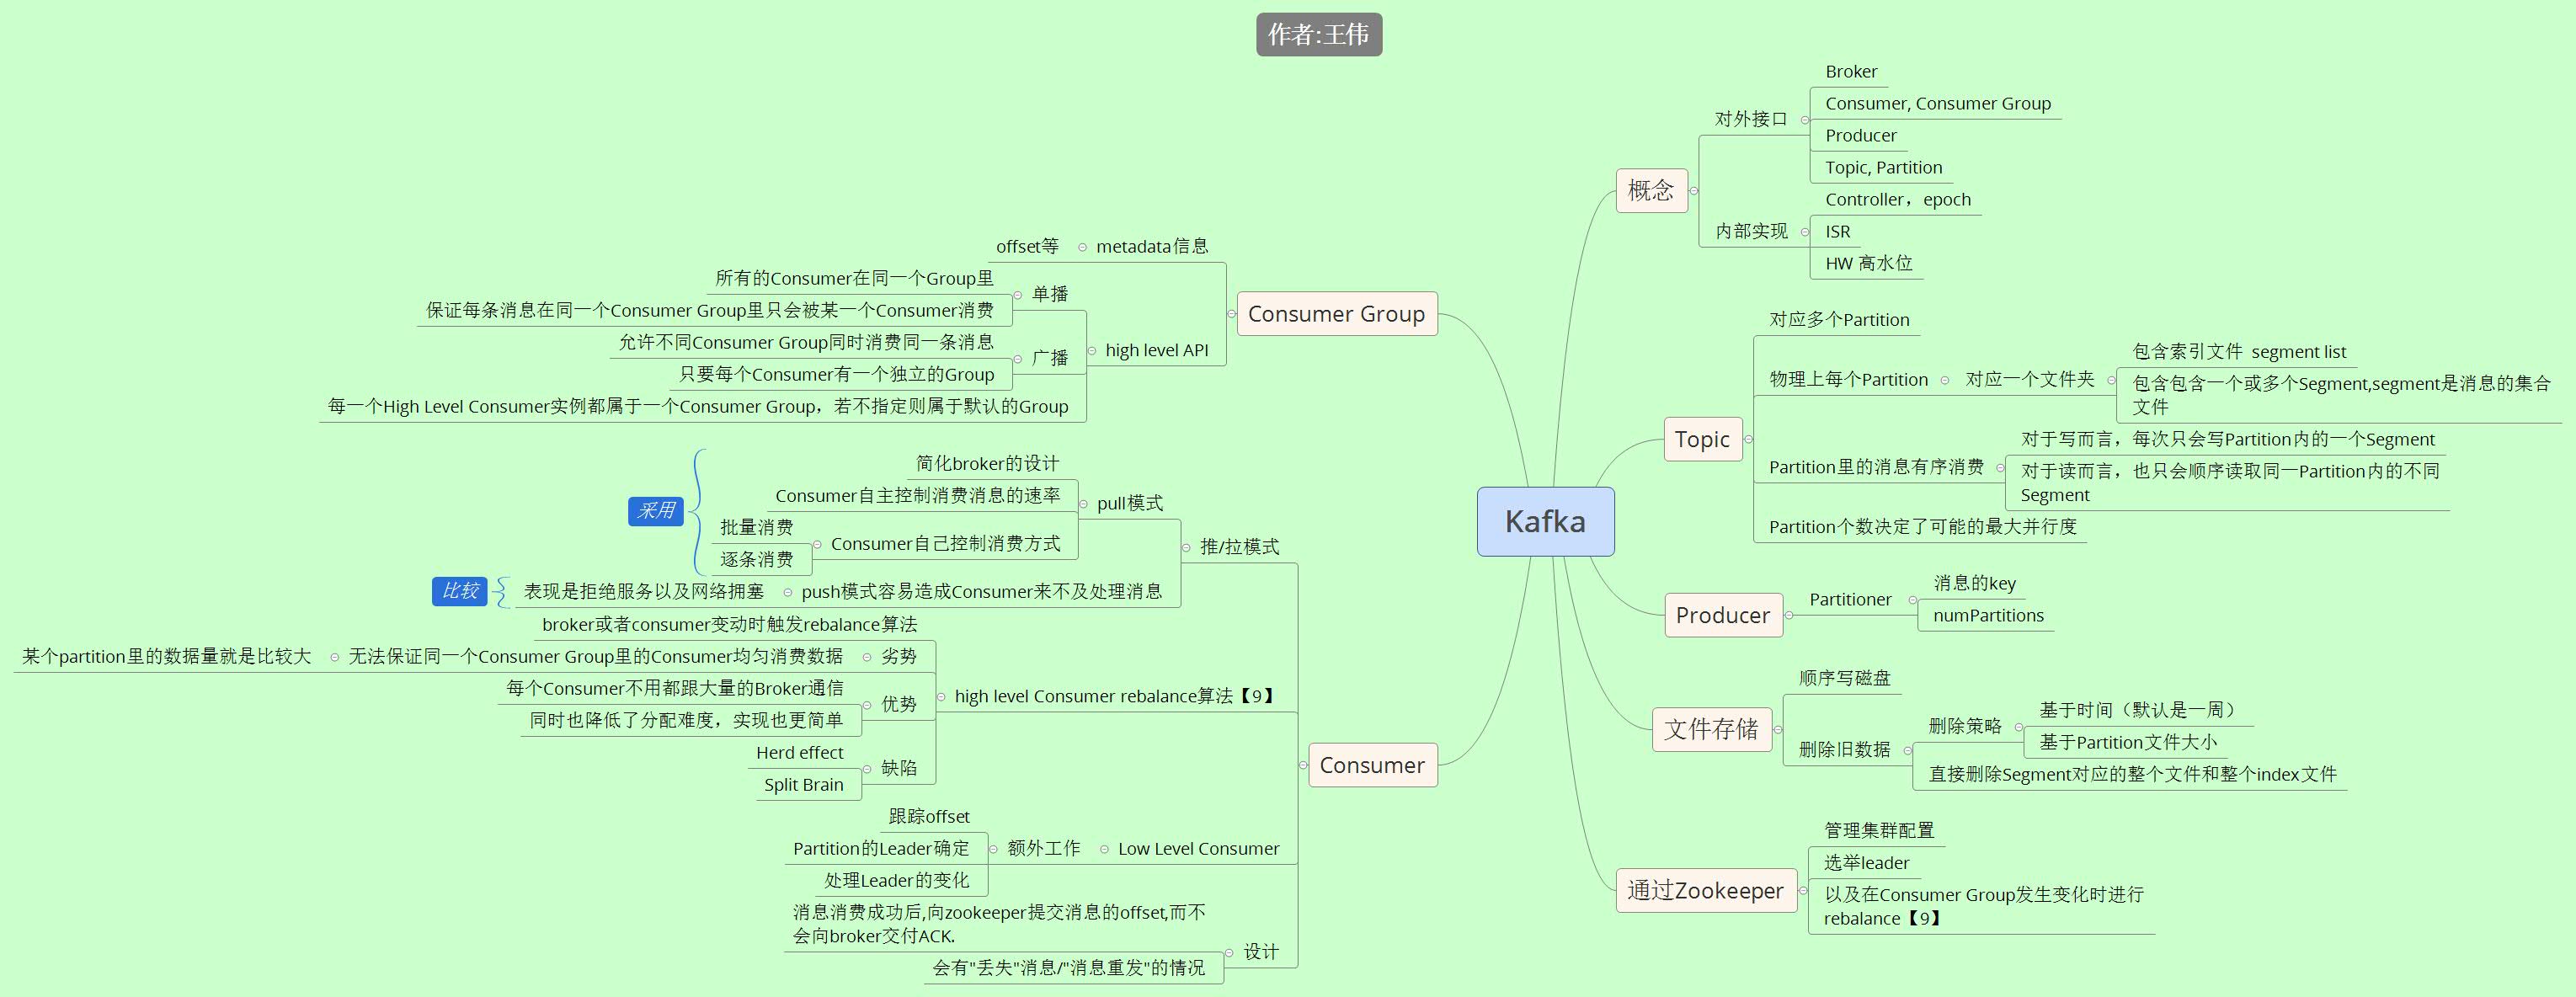 作者:王伟
Kafka
概念
对外接口
Broker
Consumer, Consumer Group
Producer
Topic, Partition
内部实现
Controller，epoch
ISR
HW 高水位
Topic
对应多个Partition
物理上每个Partition
对应一个文件夹
包含索引文件 segment list
包含包含一个或多个Segment,segment是消息的集合
文件
Partition里的消息有序消费
对于写而言，每次只会写Partition内的一个Segment
对于读而言，也只会顺序读取同一Partition内的不同
Segment
Partition个数决定了可能的最大并行度
Producer
Partitioner
消息的key
numPartitions
文件存储
顺序写磁盘
删除旧数据
删除策略
基于时间（默认是一周）
基于Partition文件大小
直接删除Segment对应的整个文件和整个index文件
通过Zookeeper
管理集群配置
选举leader
以及在Consumer Group发生变化时进行
rebalance【9】
Consumer Group
metadata信息
offset等
high level API
单播
所有的Consumer在同一个Group里
保证每条消息在同一个Consumer Group里只会被某一个Consumer消费
广播
允许不同Consumer Group同时消费同一条消息
只要每个Consumer有一个独立的Group
每一个High Level Consumer实例都属于一个Consumer Group，若不指定则属于默认的Group
Consumer
推/拉模式
pull模式
简化broker的设计
Consumer自主控制消费消息的速率
Consumer自己控制消费方式
批量消费
逐条消费
采用
push模式容易造成Consumer来不及处理消息
表现是拒绝服务以及网络拥塞
比较
high level Consumer rebalance算法【9】
broker或者consumer变动时触发rebalance算法
劣势
无法保证同一个Consumer Group里的Consumer均匀消费数据
某个partition里的数据量就是比较大
优势
每个Consumer不用都跟大量的Broker通信
同时也降低了分配难度，实现也更简单
缺陷
Herd effect
Split Brain
Low Level Consumer
额外工作
跟踪offset
Partition的Leader确定
处理Leader的变化
设计
消息消费成功后,向zookeeper提交消息的offset,而不
会向broker交付ACK.
会有"丢失"消息/"消息重发"的情况